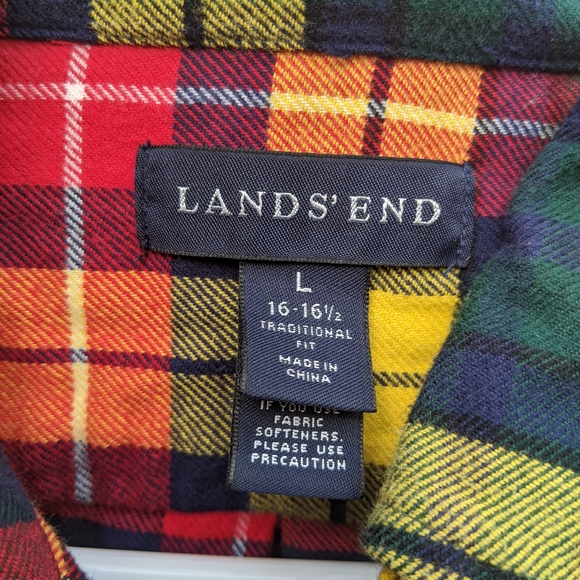 LANDS' END
L
16-16½
TRADITIONAL
FIT
MADE IN
CHINA
IF YOU USE
FABRIC
SOFTENERS.
PLEASE USE
PRECAUTION